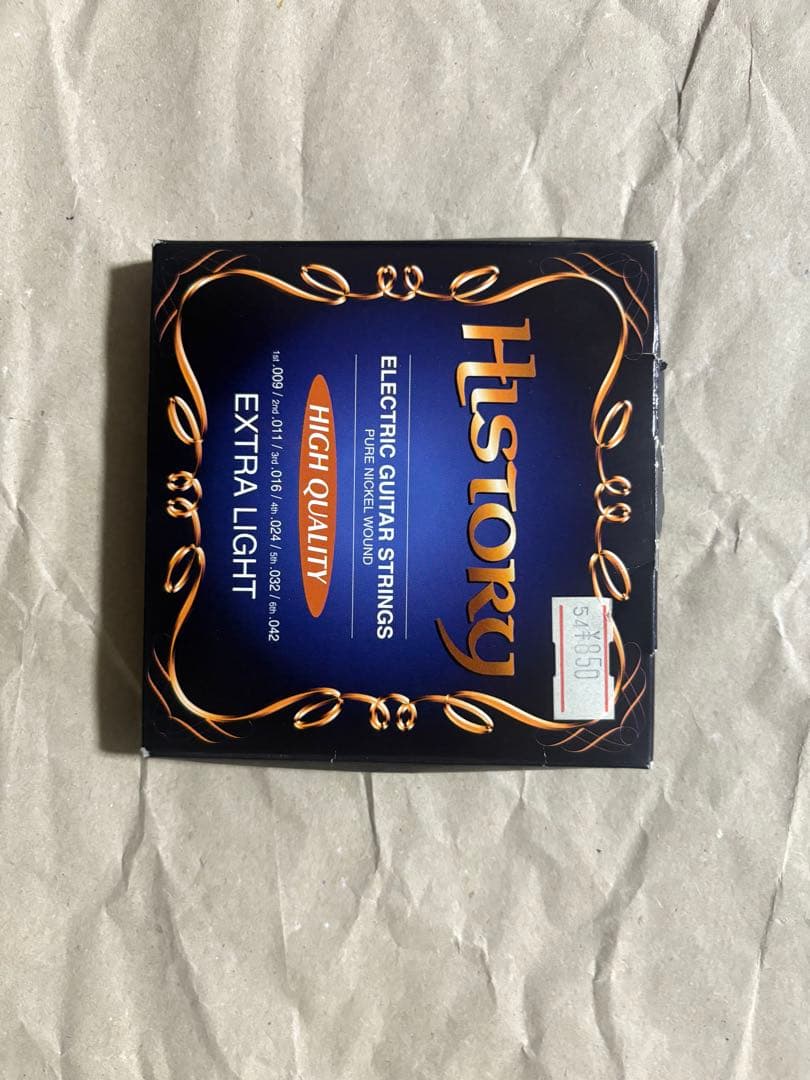 ¥850
54
HISTORY
ELECTRIC GUITAR STRINGS
PURE NICKEL WOUND
HIGH QUALITY
1st .009 / 2nd .011 / 3rd .016 / 4th .024 / 5th .032 / 6th .042
EXTRA LIGHT